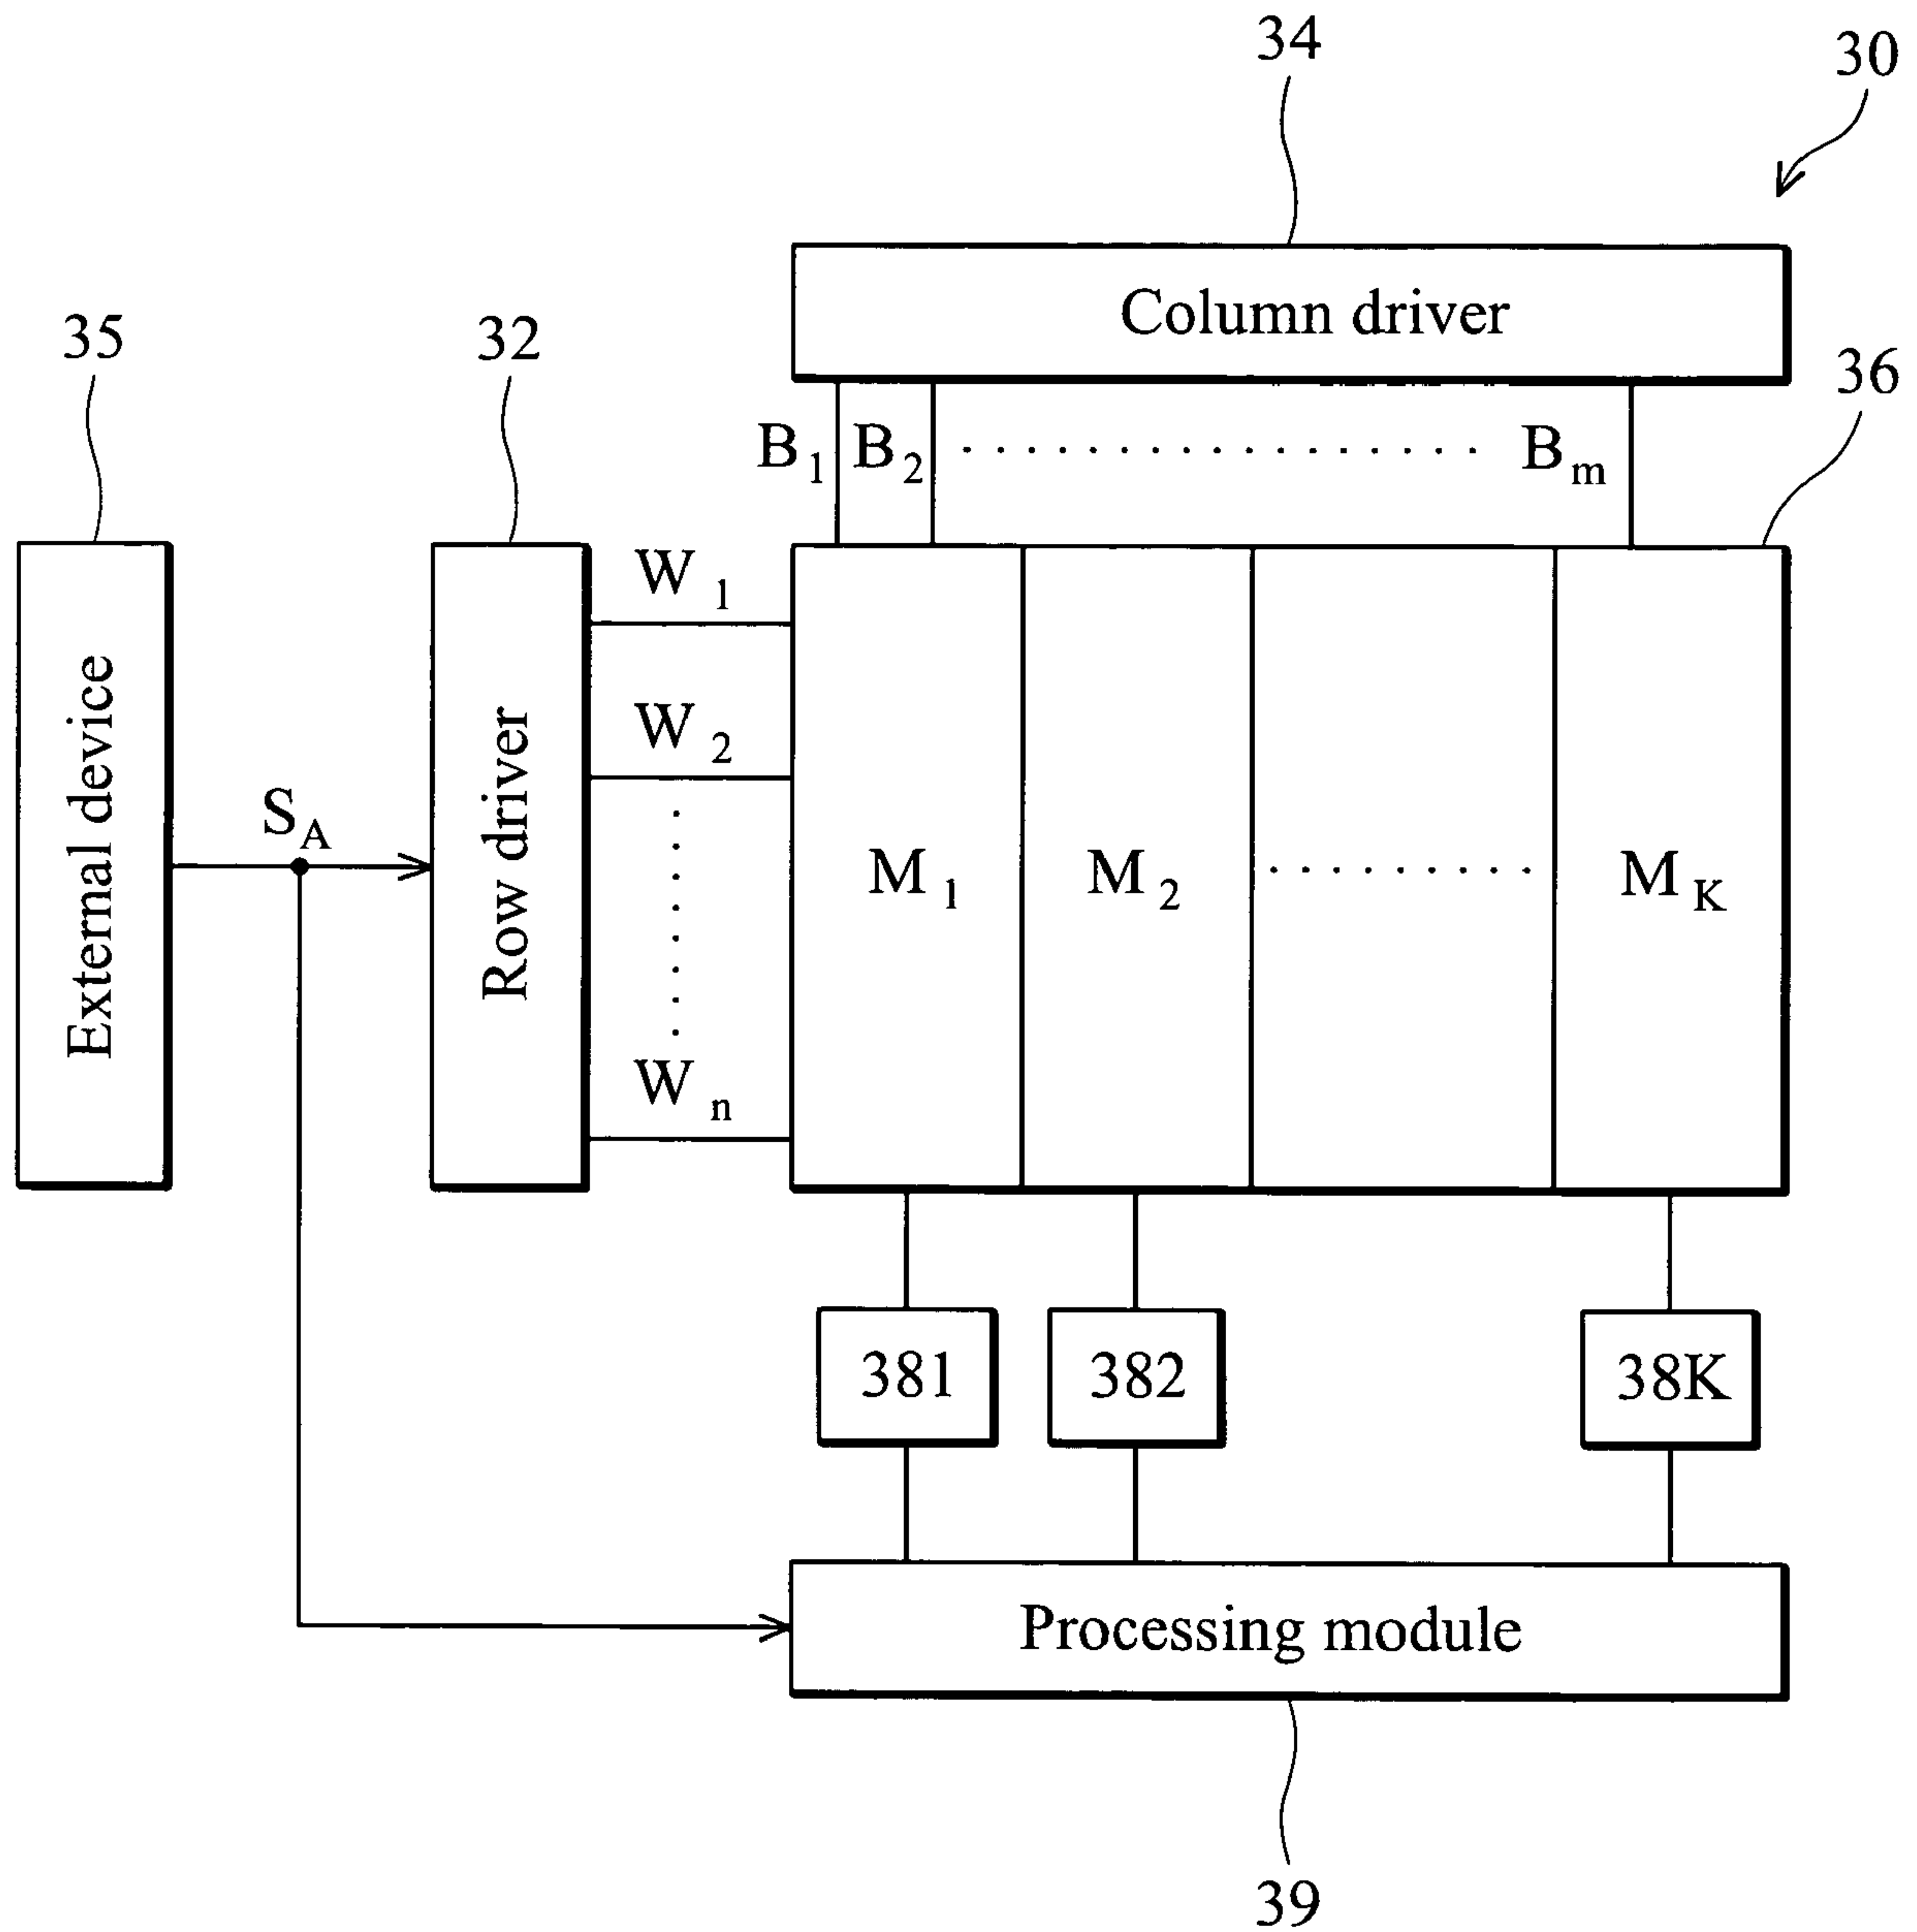 34
30
Column driver
35
32
36
B1 B2 ................. Bm
W1
W2
Wn
External device
SA
Row driver
M1 M2 ......... MK
381 382 38K
Processing module
39